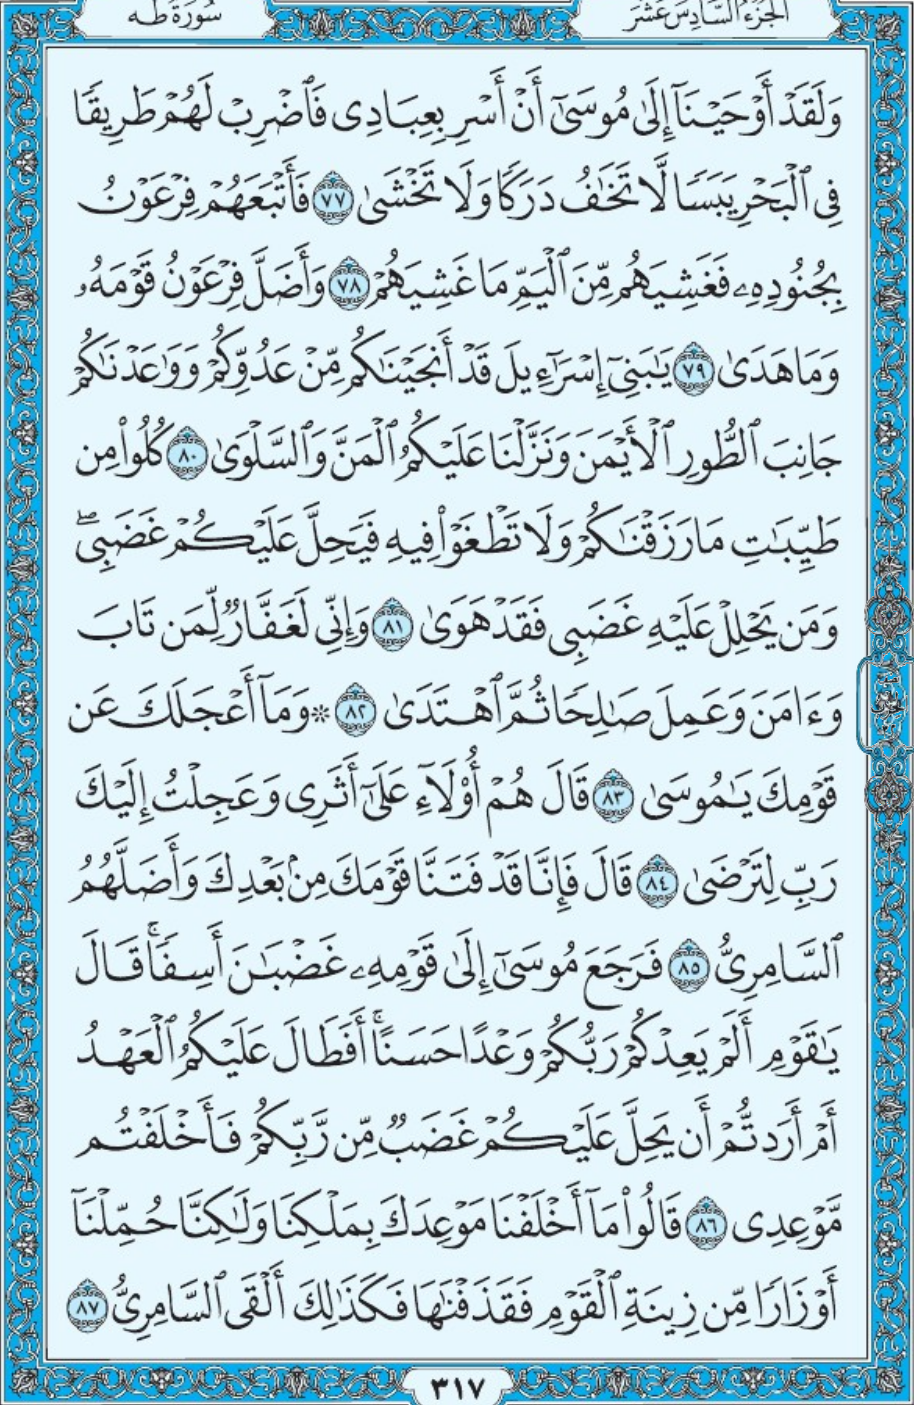 الجزء السادس عشر
سورة طه
وَلَقَدْ أَوْحَيْنَآ إِلَىٰ مُوسَىٰٓ أَنْ أَسْرِ بِعِبَادِى فَٱضْرِبْ لَهُمْ طَرِيقًا
فِى ٱلْبَحْرِ يَبَسًا لَّا تَخَٰفُ دَرَكًا وَلَا تَخْشَىٰ ٧٧ فَأَتْبَعَهُمْ فِرْعَوْنُ
بِجُنُودِهِۦ فَغَشِيَهُم مِّنَ ٱلْيَمِّ مَا غَشِيَهُمْ ٧٨ وَأَضَلَّ فِرْعَوْنُ قَوْمَهُۥ
وَمَا هَدَىٰ ٧٩ يَٰبَنِىٓ إِسْرَٰٓءِيلَ قَدْ أَنجَيْنَٰكُم مِّنْ عَدُوِّكُمْ وَوَٰعَدْنَٰكُمْ
جَانِبَ ٱلطُّورِ ٱلْأَيْمَنَ وَنَزَّلْنَا عَلَيْكُمُ ٱلْمَنَّ وَٱلسَّلْوَىٰ ٨٠ كُلُوا۟ مِن
طَيِّبَٰتِ مَا رَزَقْنَٰكُمْ وَلَا تَطْغَوْا۟ فِيهِ فَيَحِلَّ عَلَيْكُمْ غَضَبِى ۖ
وَمَن يَحْلِلْ عَلَيْهِ غَضَبِى فَقَدْ هَوَىٰ ٨١ وَإِنِّى لَغَفَّارٌ لِّمَن تَابَ
وَءَامَنَ وَعَمِلَ صَٰلِحًا ثُمَّ ٱهْتَدَىٰ ٨٢ * وَمَآ أَعْجَلَكَ عَن
قَوْمِكَ يَٰمُوسَىٰ ٨٣ قَالَ هُمْ أُو۟لَآءِ عَلَىٰٓ أَثَرِى وَعَجِلْتُ إِلَيْكَ
رَبِّ لِتَرْضَىٰ ٨٤ قَالَ فَإِنَّا قَدْ فَتَنَّا قَوْمَكَ مِنۢ بَعْدِكَ وَأَضَلَّهُمُ
ٱلسَّامِرِىُّ ٨٥ فَرَجَعَ مُوسَىٰٓ إِلَىٰ قَوْمِهِۦ غَضْبَٰنَ أَسِفًا ۚ قَالَ
يَٰقَوْمِ أَلَمْ يَعِدْكُمْ رَبُّكُمْ وَعْدًا حَسَنًا ۚ أَفَطَالَ عَلَيْكُمُ ٱلْعَهْدُ
أَمْ أَرَدتُّمْ أَن يَحِلَّ عَلَيْكُمْ غَضَبٌ مِّن رَّبِّكُمْ فَأَخْلَفْتُم
مَّوْعِدِى ٨٦ قَالُوا۟ مَآ أَخْلَفْنَا مَوْعِدَكَ بِمَلْكِنَا وَلَٰكِنَّا حُمِّلْنَآ
أَوْزَارًا مِّن زِينَةِ ٱلْقَوْمِ فَقَذَفْنَٰهَا فَكَذَٰلِكَ أَلْقَى ٱلسَّامِرِىُّ ٨٧
٣١٧